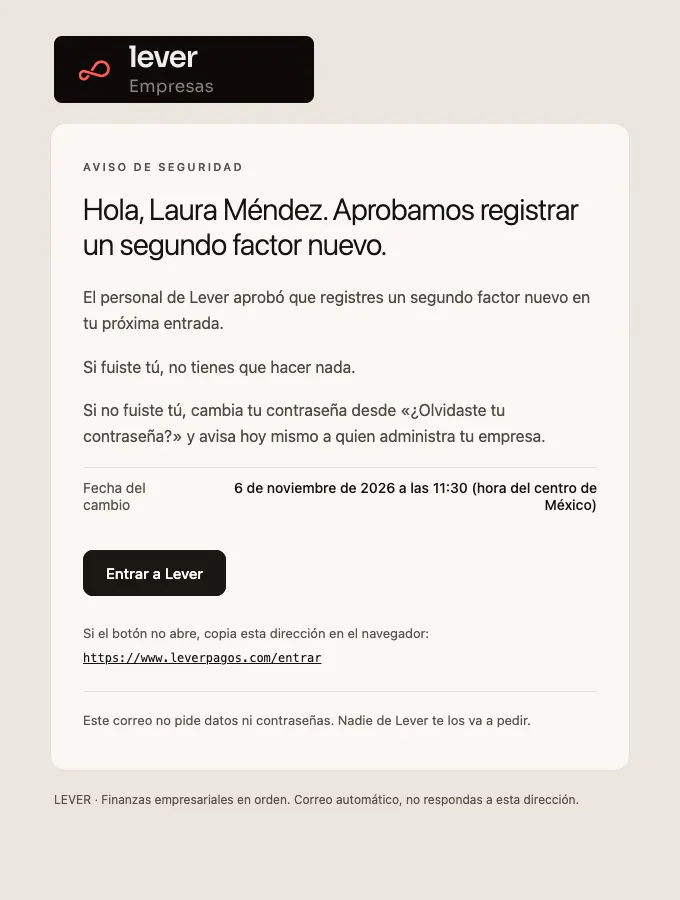 lever
Empresas
AVISO DE SEGURIDAD
Hola, Laura Méndez. Aprobamos registrar
un segundo factor nuevo.
El personal de Lever aprobó que registres un segundo factor nuevo en
tu próxima entrada.
Si fuiste tú, no tienes que hacer nada.
Si no fuiste tú, cambia tu contraseña desde «¿Olvidaste tu
contraseña?» y avisa hoy mismo a quien administra tu empresa.
Fecha del
cambio
6 de noviembre de 2026 a las 11:30 (hora del centro de
México)
Entrar a Lever
Si el botón no abre, copia esta dirección en el navegador:
https://www.leverpagos.com/entrar
Este correo no pide datos ni contraseñas. Nadie de Lever te los va a pedir.
LEVER · Finanzas empresariales en orden. Correo automático, no respondas a esta dirección.